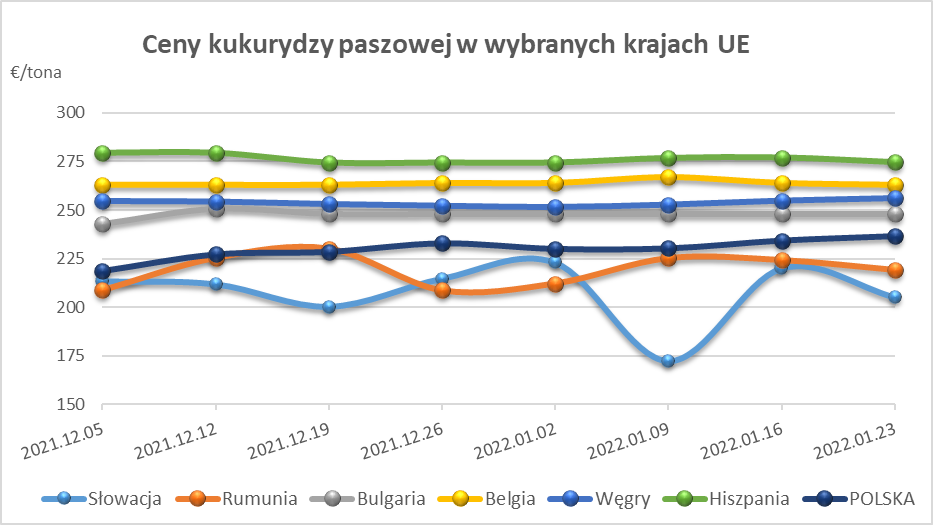 Ceny kukurydzy paszowej w wybranych krajach UE
€/tona
300
275
250
225
200
175
150
2021.12.05 2021.12.12 2021.12.19 2021.12.26 2022.01.02 2022.01.09 2022.01.16 2022.01.23
Słowacja Rumunia Bulgaria Belgia Węgry Hiszpania POLSKA